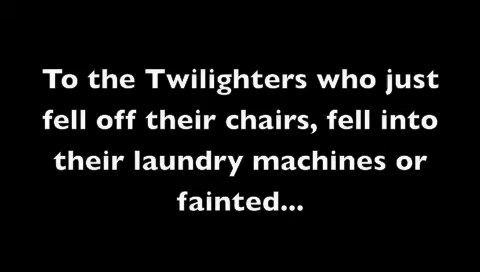 To the Twilighters who just
fell off their chairs, fell into
their laundry machines or
fainted...